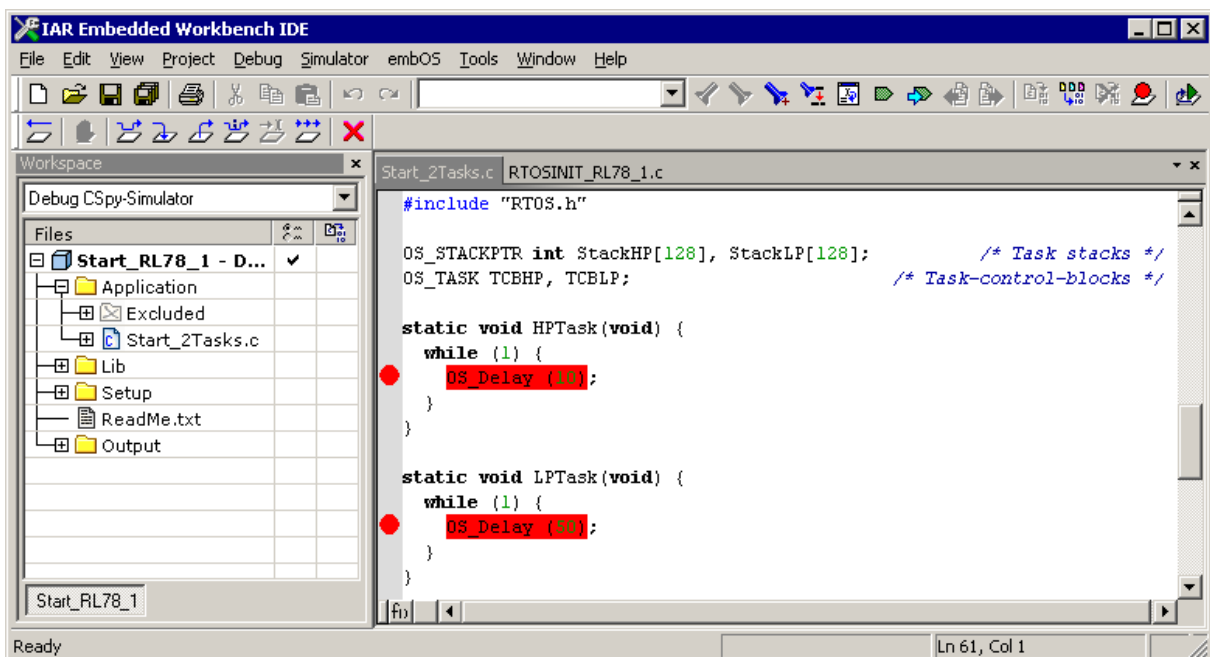 IAR Embedded Workbench IDE
File Edit View Project Debug Simulator embOS Tools Window Help
Workspace
Debug CSpy-Simulator
Files
Start_RL78_1 - D...
Application
Excluded
Start_2Tasks.c
Lib
Setup
ReadMe.txt
Output
Start_RL78_1
Start_2Tasks.c RTOSINIT_RL78_1.c
#include "RTOS.h"
OS_STACKPTR int StackHP[128], StackLP[128]; /* Task stacks */
OS_TASK TCBHP, TCBLP; /* Task-control-blocks */
static void HPTask(void) {
while (1) {
OS_Delay (10);
}
}
static void LPTask(void) {
while (1) {
OS_Delay (50);
}
}
Ready
Ln 61, Col 1